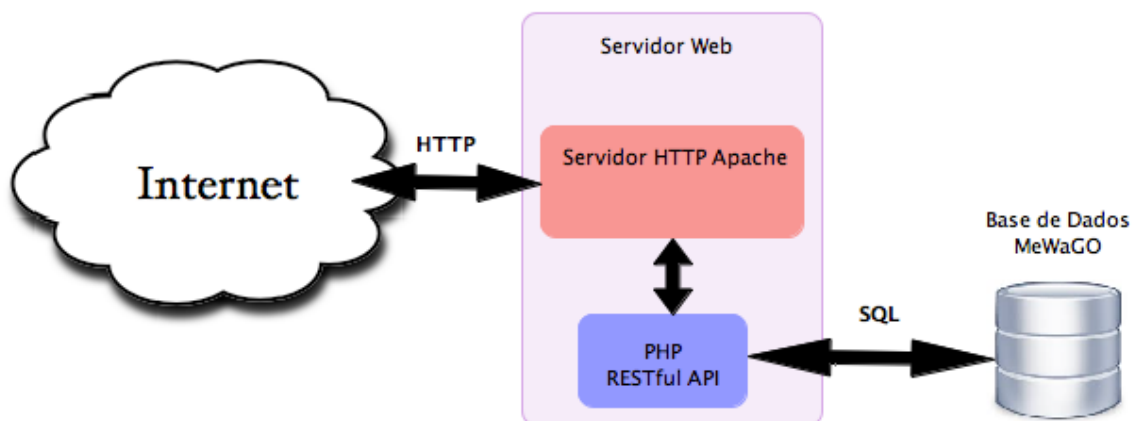 Servidor Web
HTTP
Servidor HTTP Apache
Internet
Base de Dados
MeWaGO
SQL
PHP
RESTful API